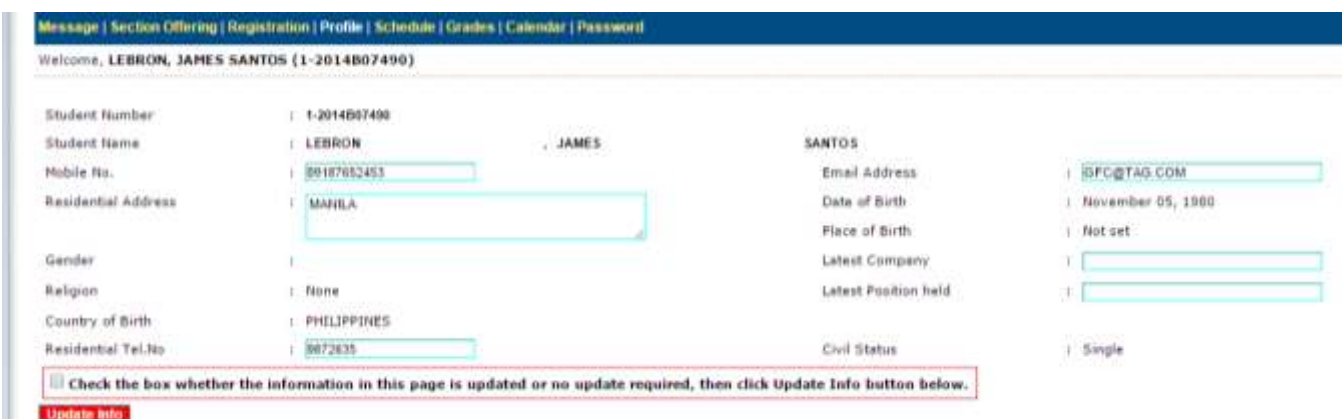 Message | Section Offering | Registration | Profile | Schedule | Grades | Calendar | Password
Welcome, LEBRON, JAMES SANTOS (1-2014B07490)
Student Number : 1-2014B07490
Student Name : LEBRON , JAMES SANTOS
Mobile No. : 09187652453 Email Address : GFC@TAG.COM
Residential Address : MANILA Date of Birth : November 05, 1980
Place of Birth : Not set
Gender : Latest Company :
Religion : None Latest Position held :
Country of Birth : PHILIPPINES
Residential Tel.No : 9872635 Civil Status : Single
Check the box whether the information in this page is updated or no update required, then click Update Info button below.
Update Info